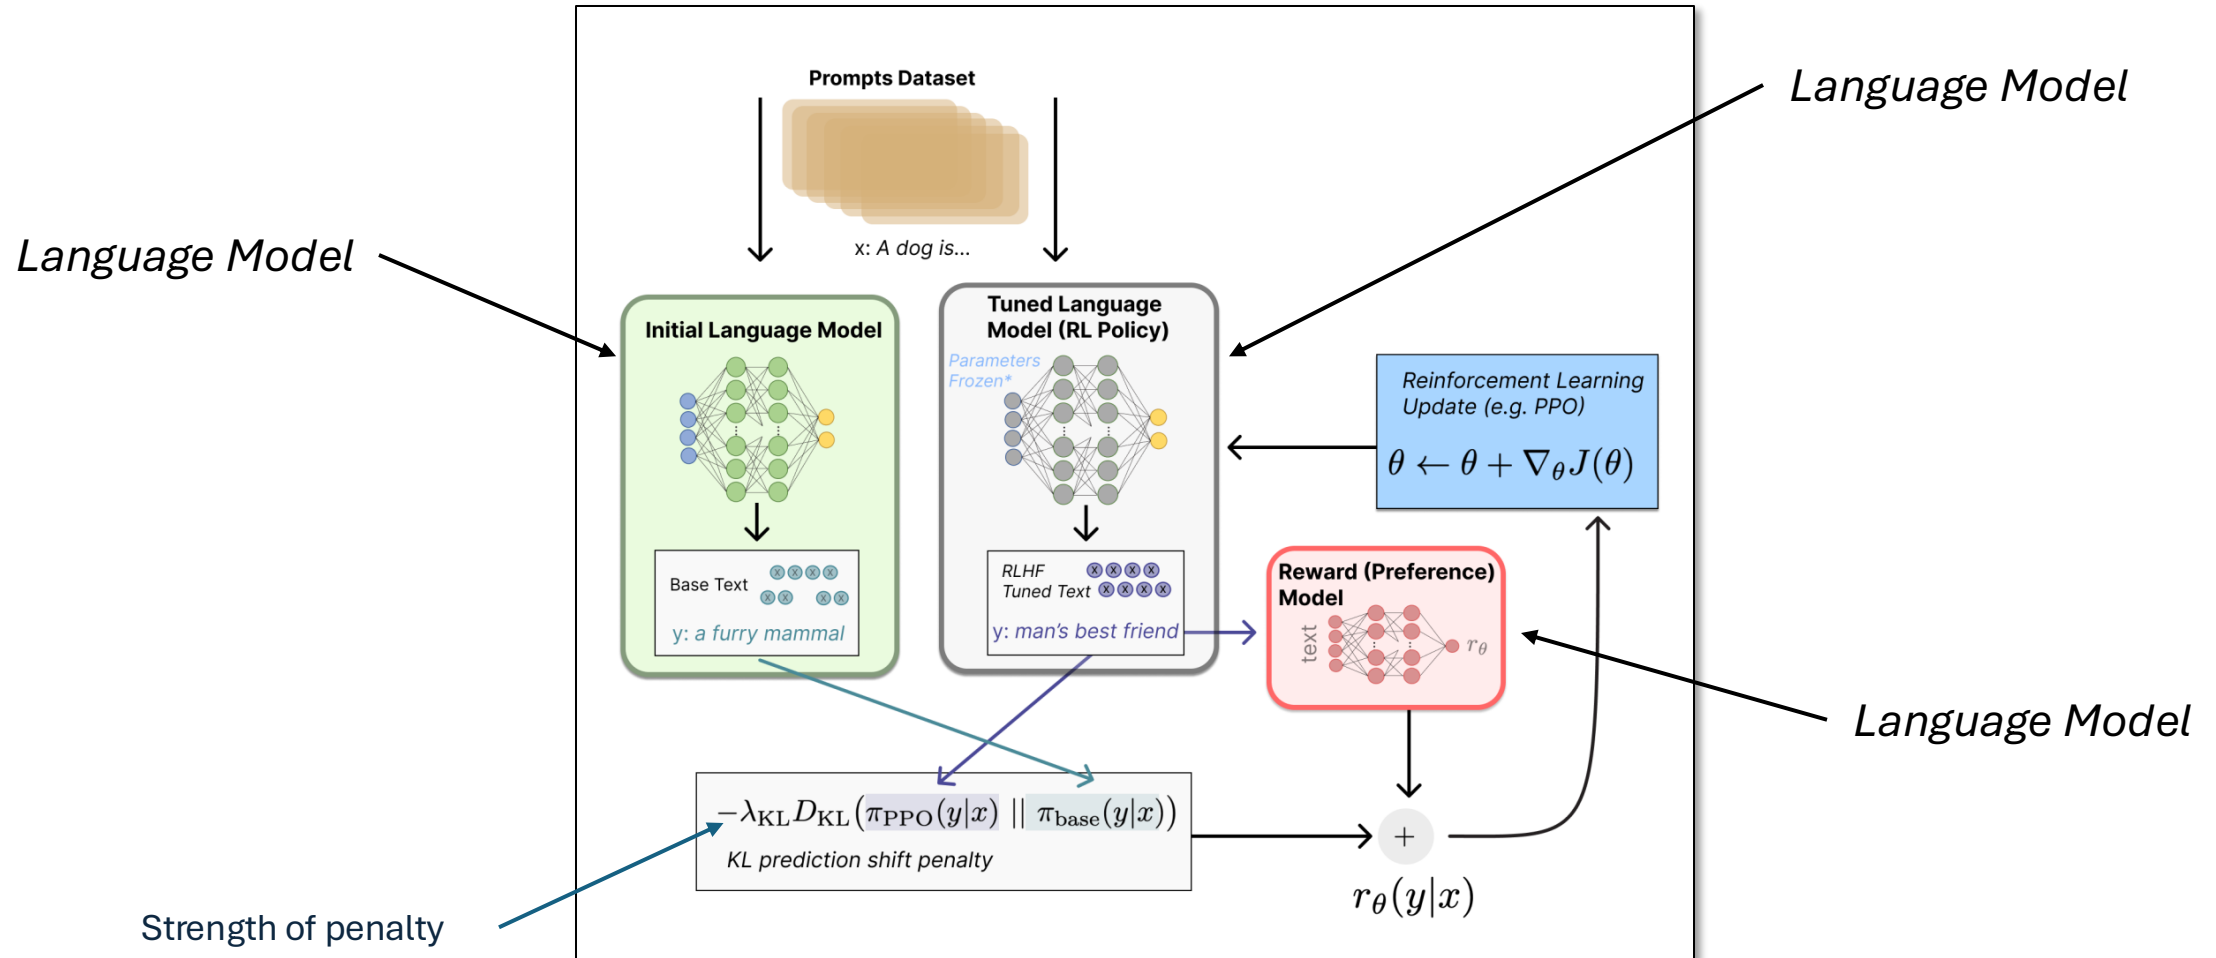 Prompts Dataset
Language Model
x: A dog is...
Language Model
Initial Language Model
Tuned Language
Model (RL Policy)
Parameters
Frozen*
Reinforcement Learning
Update (e.g. PPO)
θ ← θ + ∇θJ(θ)
Base Text
x x x x
x x x x
y: a furry mammal
RLHF
Tuned Text
x x x x
x x x x
y: man's best friend
Reward (Preference)
Model
text
rθ
Language Model
−λKL DKL(πPPO(y|x) || πbase(y|x))
KL prediction shift penalty
+
rθ(y|x)
Strength of penalty